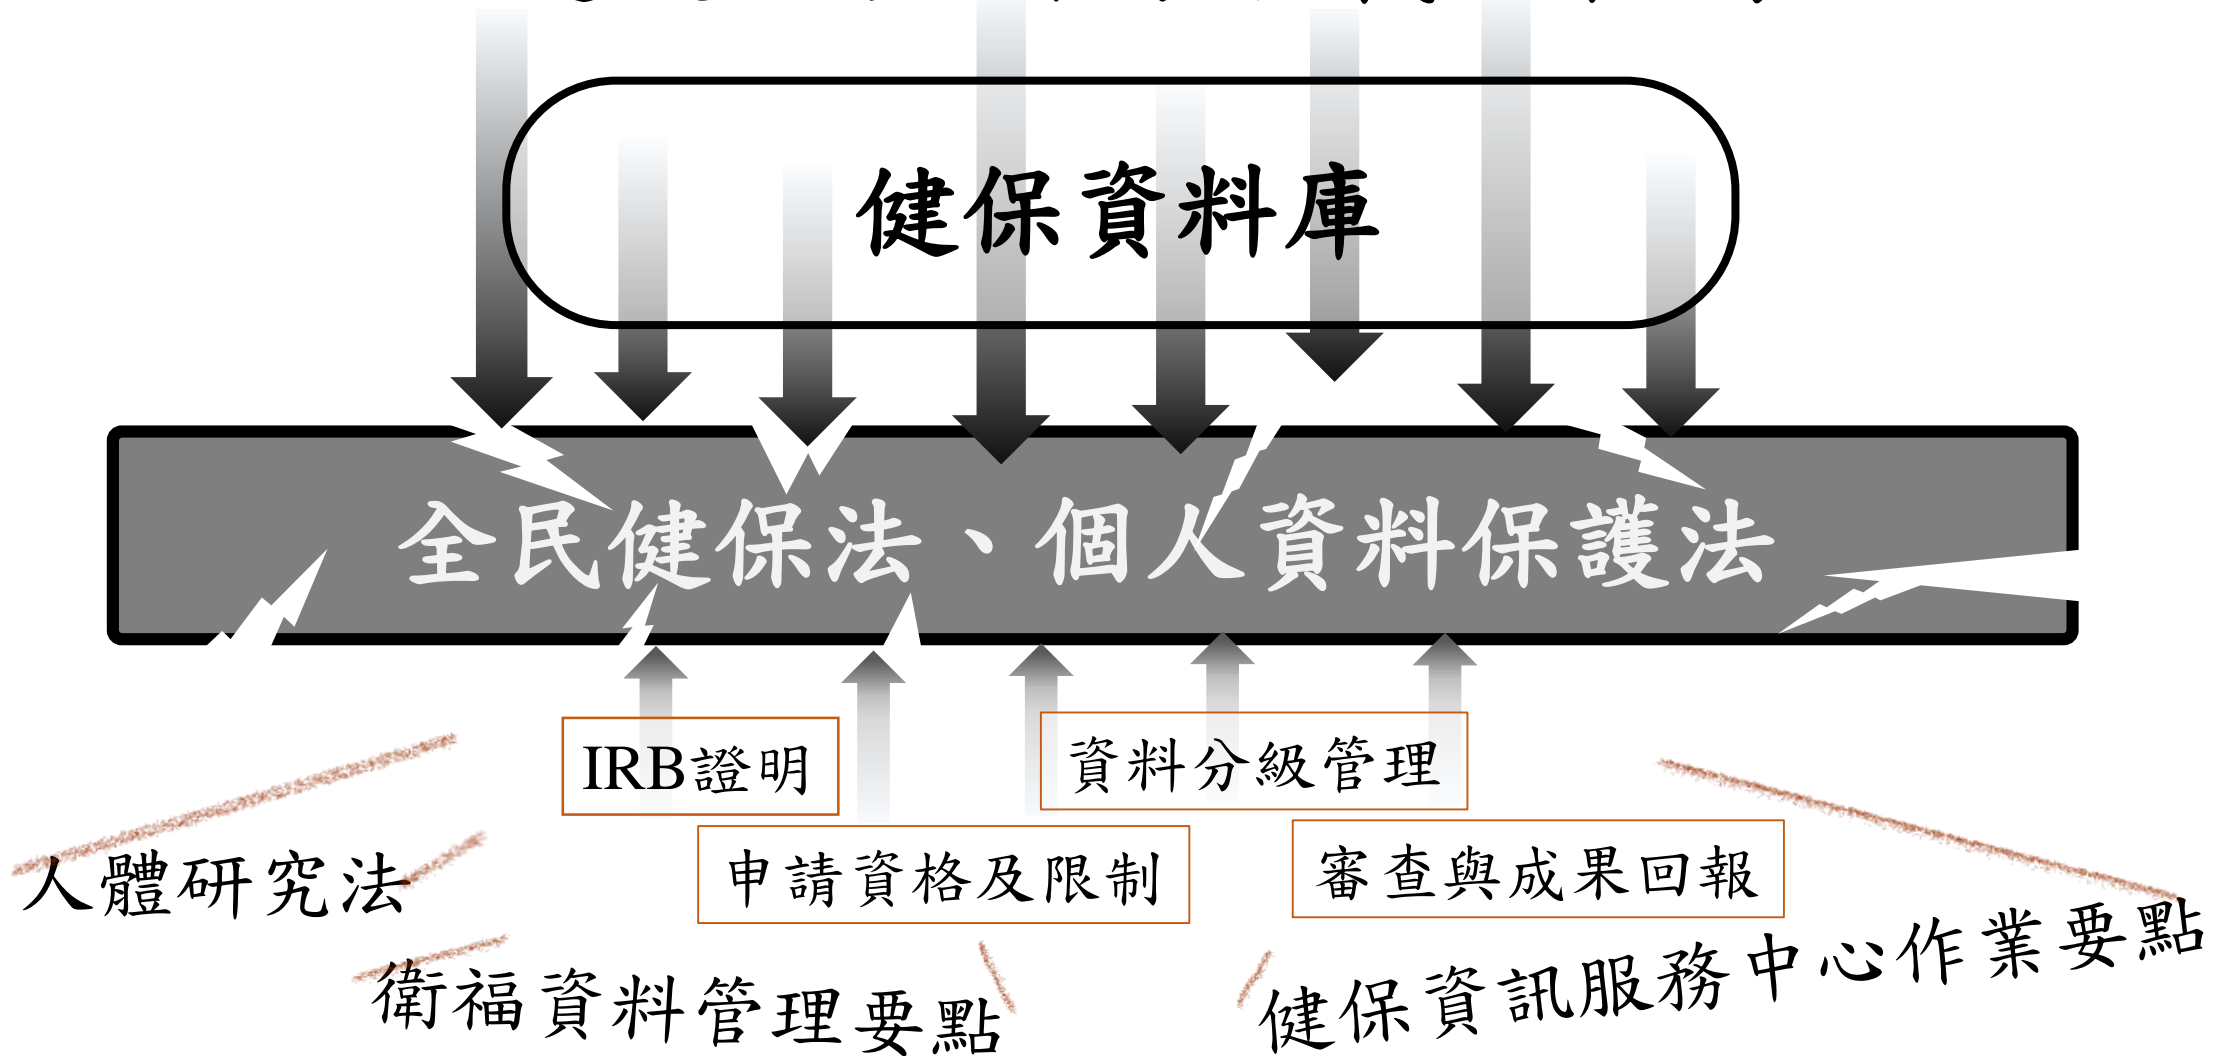 健保資料庫
全民健保法、個人資料保護法
IRB證明
資料分級管理
申請資格及限制
審查與成果回報
人體研究法
衛福資料管理要點
健保資訊服務中心作業要點